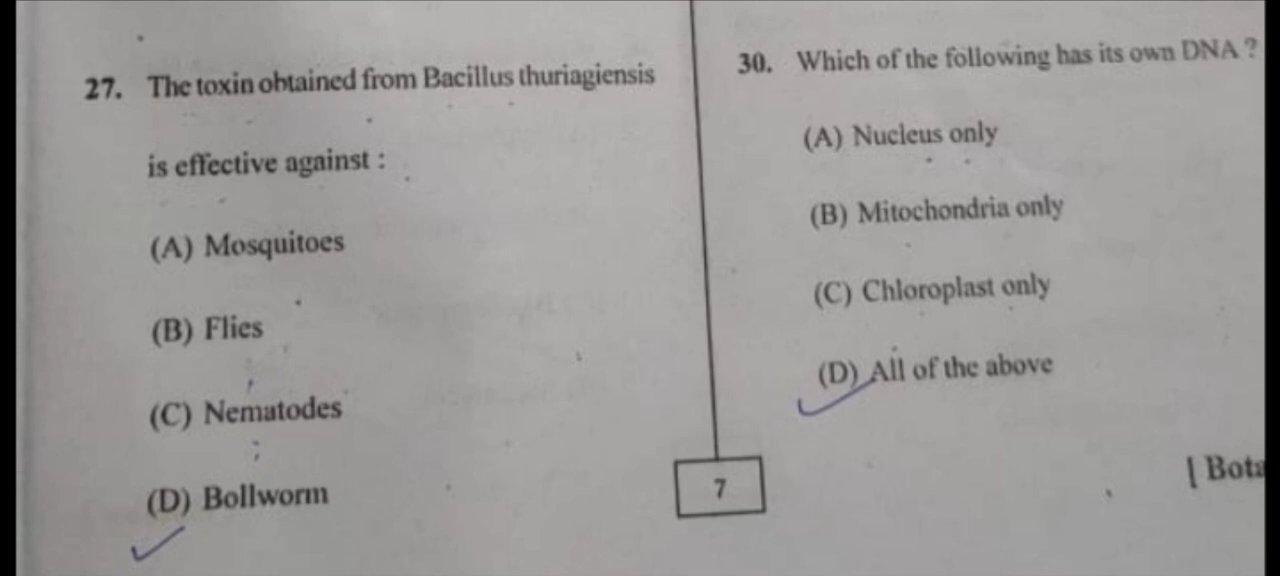 27. The toxin obtained from Bacillus thuriagiensis
is effective against :
(A) Mosquitoes
(B) Flies
(C) Nematodes
(D) Bollworm
30. Which of the following has its own DNA ?
(A) Nucleus only
(B) Mitochondria only
(C) Chloroplast only
(D) All of the above
7
[ Bota